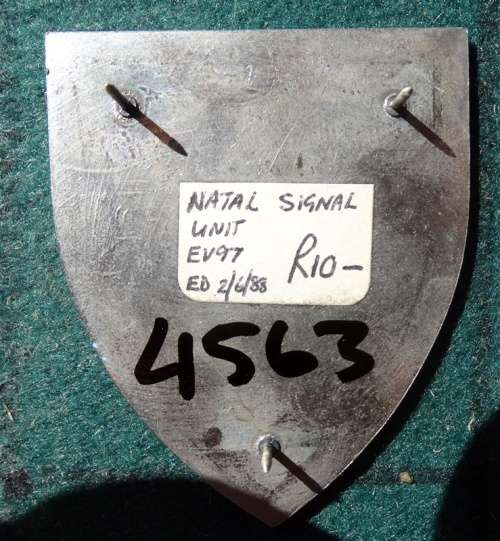 NATAL SIGNAL
UNIT
EV97
ED 2/6/88 R10-
4563